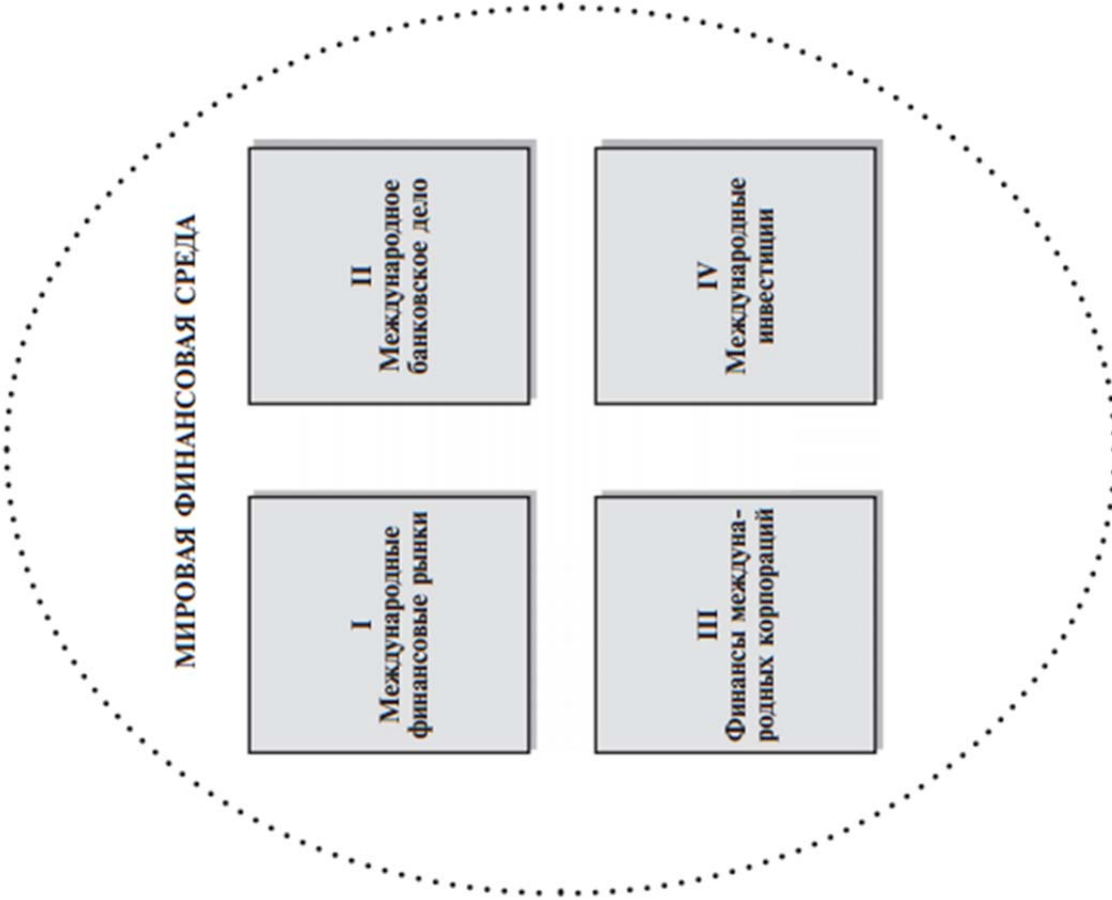 МИРОВАЯ ФИНАНСОВАЯ СРЕДА
I
Международные
финансовые рынки
II
Международное
банковское дело
III
Финансы междуна-
родных корпораций
IV
Международные
инвестиции